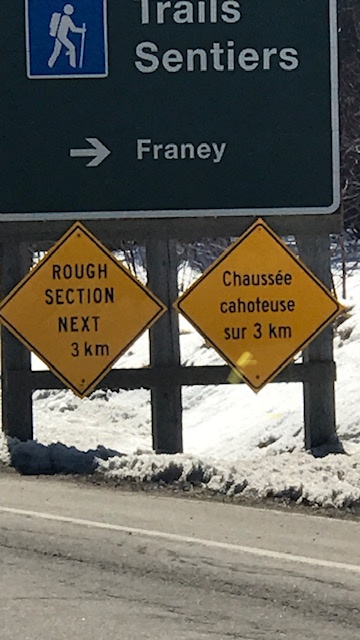 Trails
Sentiers
Franey
ROUGH
SECTION
NEXT
3 km
Chaussée
cahoteuse
sur 3 km